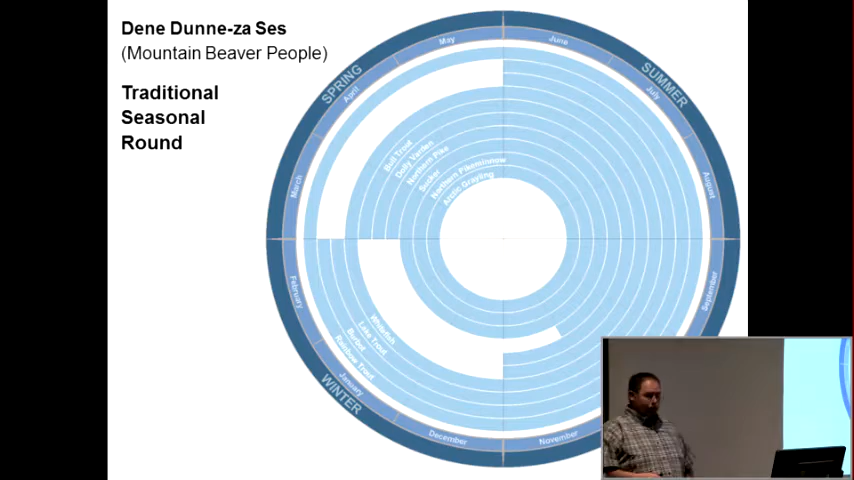 Dene Dunne-za Ses
(Mountain Beaver People)
Traditional
Seasonal
Round
May
June
SPRING
SUMMER
April
July
March
August
Bull Trout
Dolly Varden
Northern Pike
Sucker
Northern Pikeminnow
Arctic Grayling
February
September
Whitefish
Lake Trout
Burbot
Rainbow Trout
January
WINTER
December
November